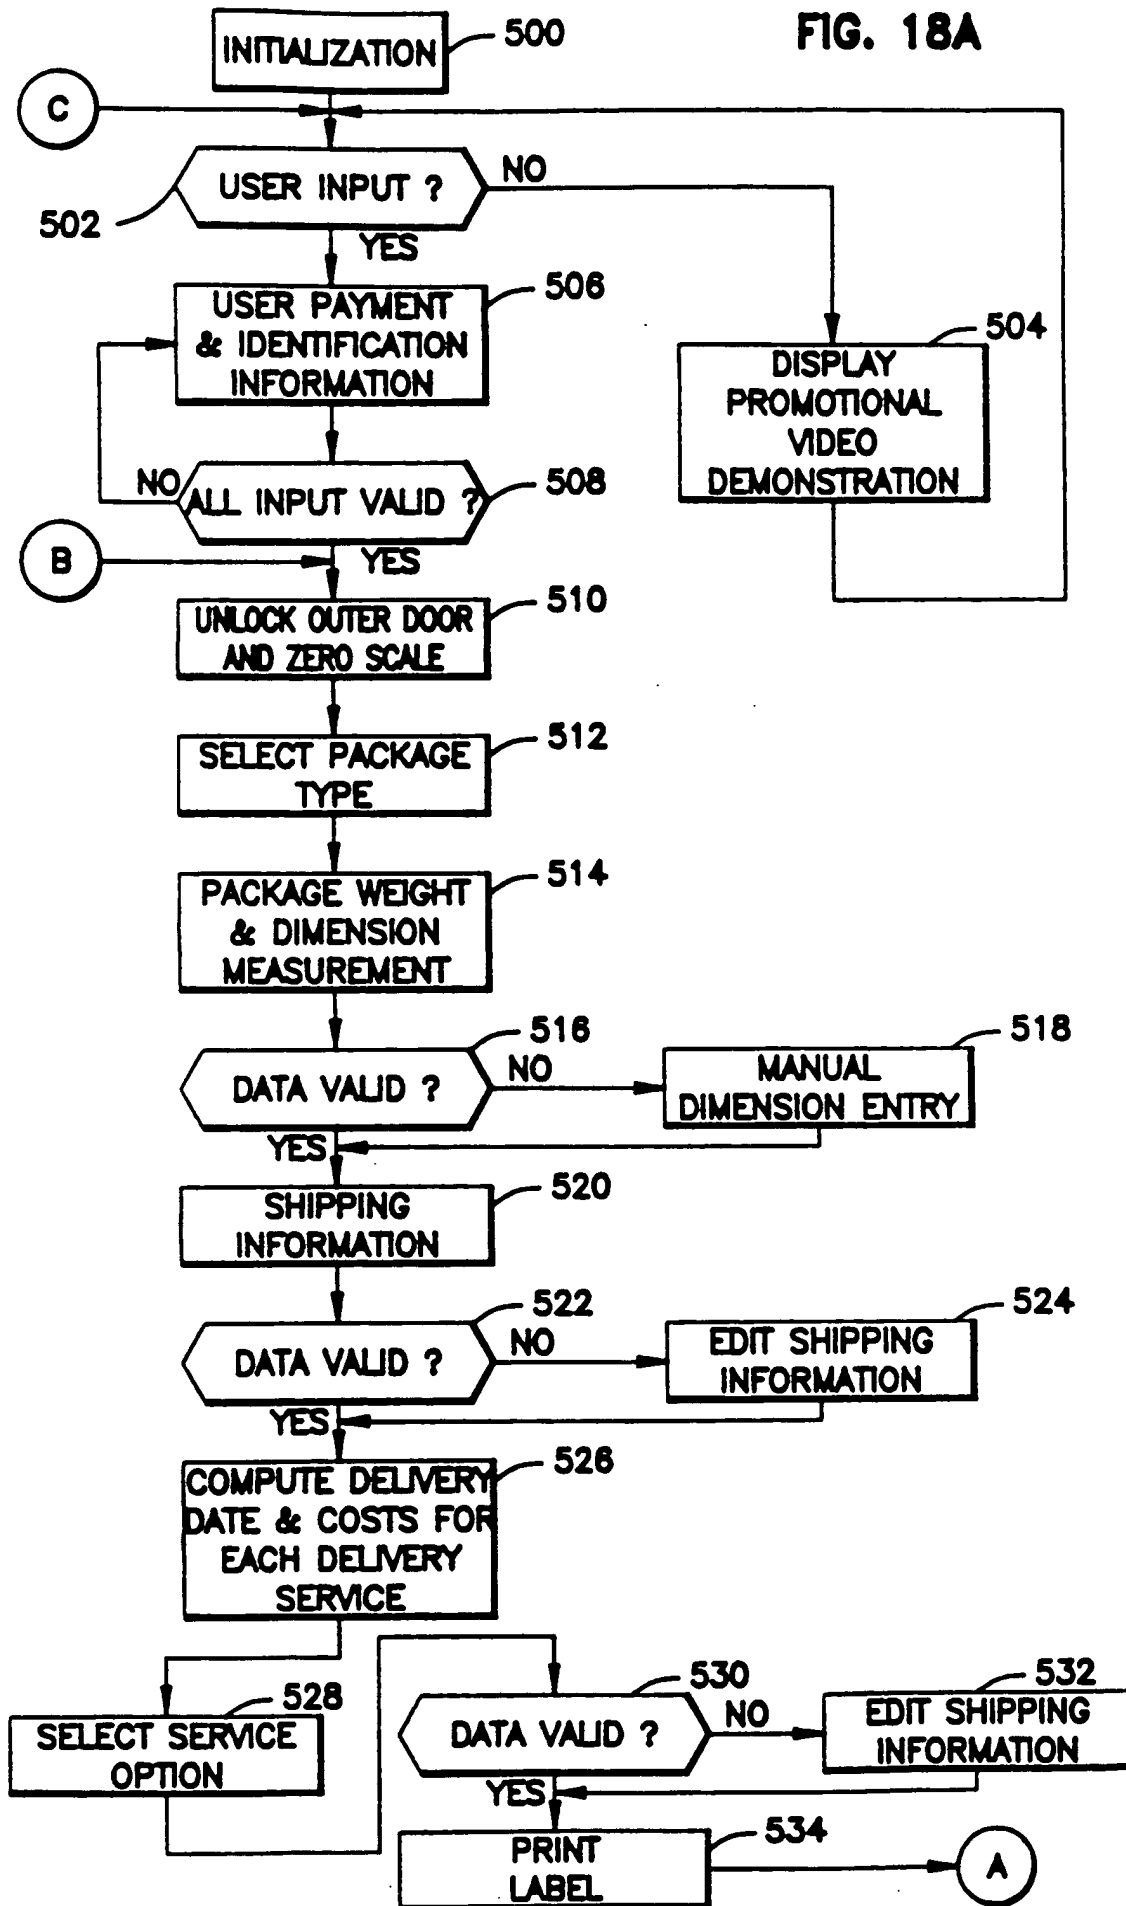 FIG. 18A
INITIALIZATION
500
C
USER INPUT ?
NO
502
YES
USER PAYMENT
& IDENTIFICATION
INFORMATION
506
504
DISPLAY
PROMOTIONAL
VIDEO
DEMONSTRATION
NO
ALL INPUT VALID ?
508
B
YES
UNLOCK OUTER DOOR
AND ZERO SCALE
510
SELECT PACKAGE
TYPE
512
PACKAGE WEIGHT
& DIMENSION
MEASUREMENT
514
516
DATA VALID ?
NO
518
MANUAL
DIMENSION ENTRY
YES
SHIPPING
INFORMATION
520
522
DATA VALID ?
NO
524
EDIT SHIPPING
INFORMATION
YES
COMPUTE DELIVERY
DATE & COSTS FOR
EACH DELIVERY
SERVICE
526
528
SELECT SERVICE
OPTION
530
DATA VALID ?
NO
532
EDIT SHIPPING
INFORMATION
YES
PRINT
LABEL
534
A